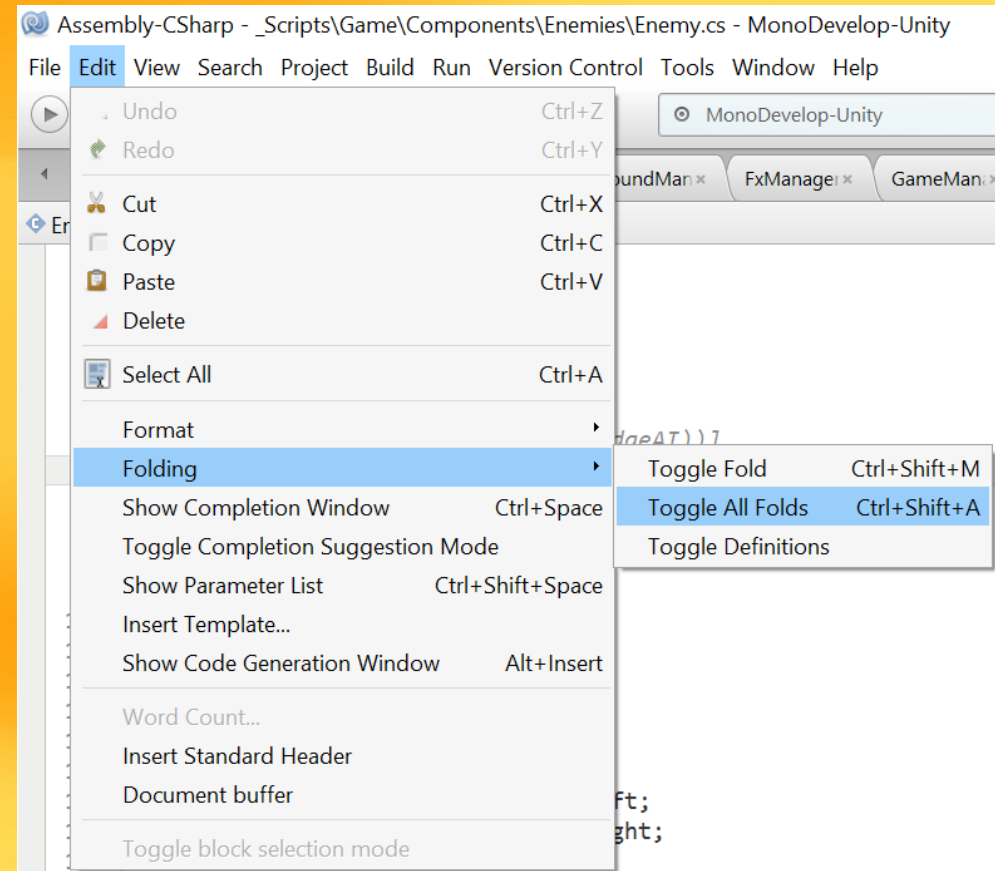 Assembly-CSharp - _Scripts\Game\Components\Enemies\Enemy.cs - MonoDevelop-Unity
File Edit View Search Project Build Run Version Control Tools Window Help
MonoDevelop-Unity
Undo Ctrl+Z
Redo Ctrl+Y
FxManager GameMana
Cut Ctrl+X
Copy Ctrl+C
Paste Ctrl+V
Delete
Select All Ctrl+A
Format
Folding
Toggle Fold Ctrl+Shift+M
Show Completion Window Ctrl+Space
Toggle All Folds Ctrl+Shift+A
Toggle Completion Suggestion Mode
Toggle Definitions
Show Parameter List Ctrl+Shift+Space
Insert Template...
Show Code Generation Window Alt+Insert
Word Count...
Insert Standard Header
Document buffer
ft;
ght;
Toggle block selection mode